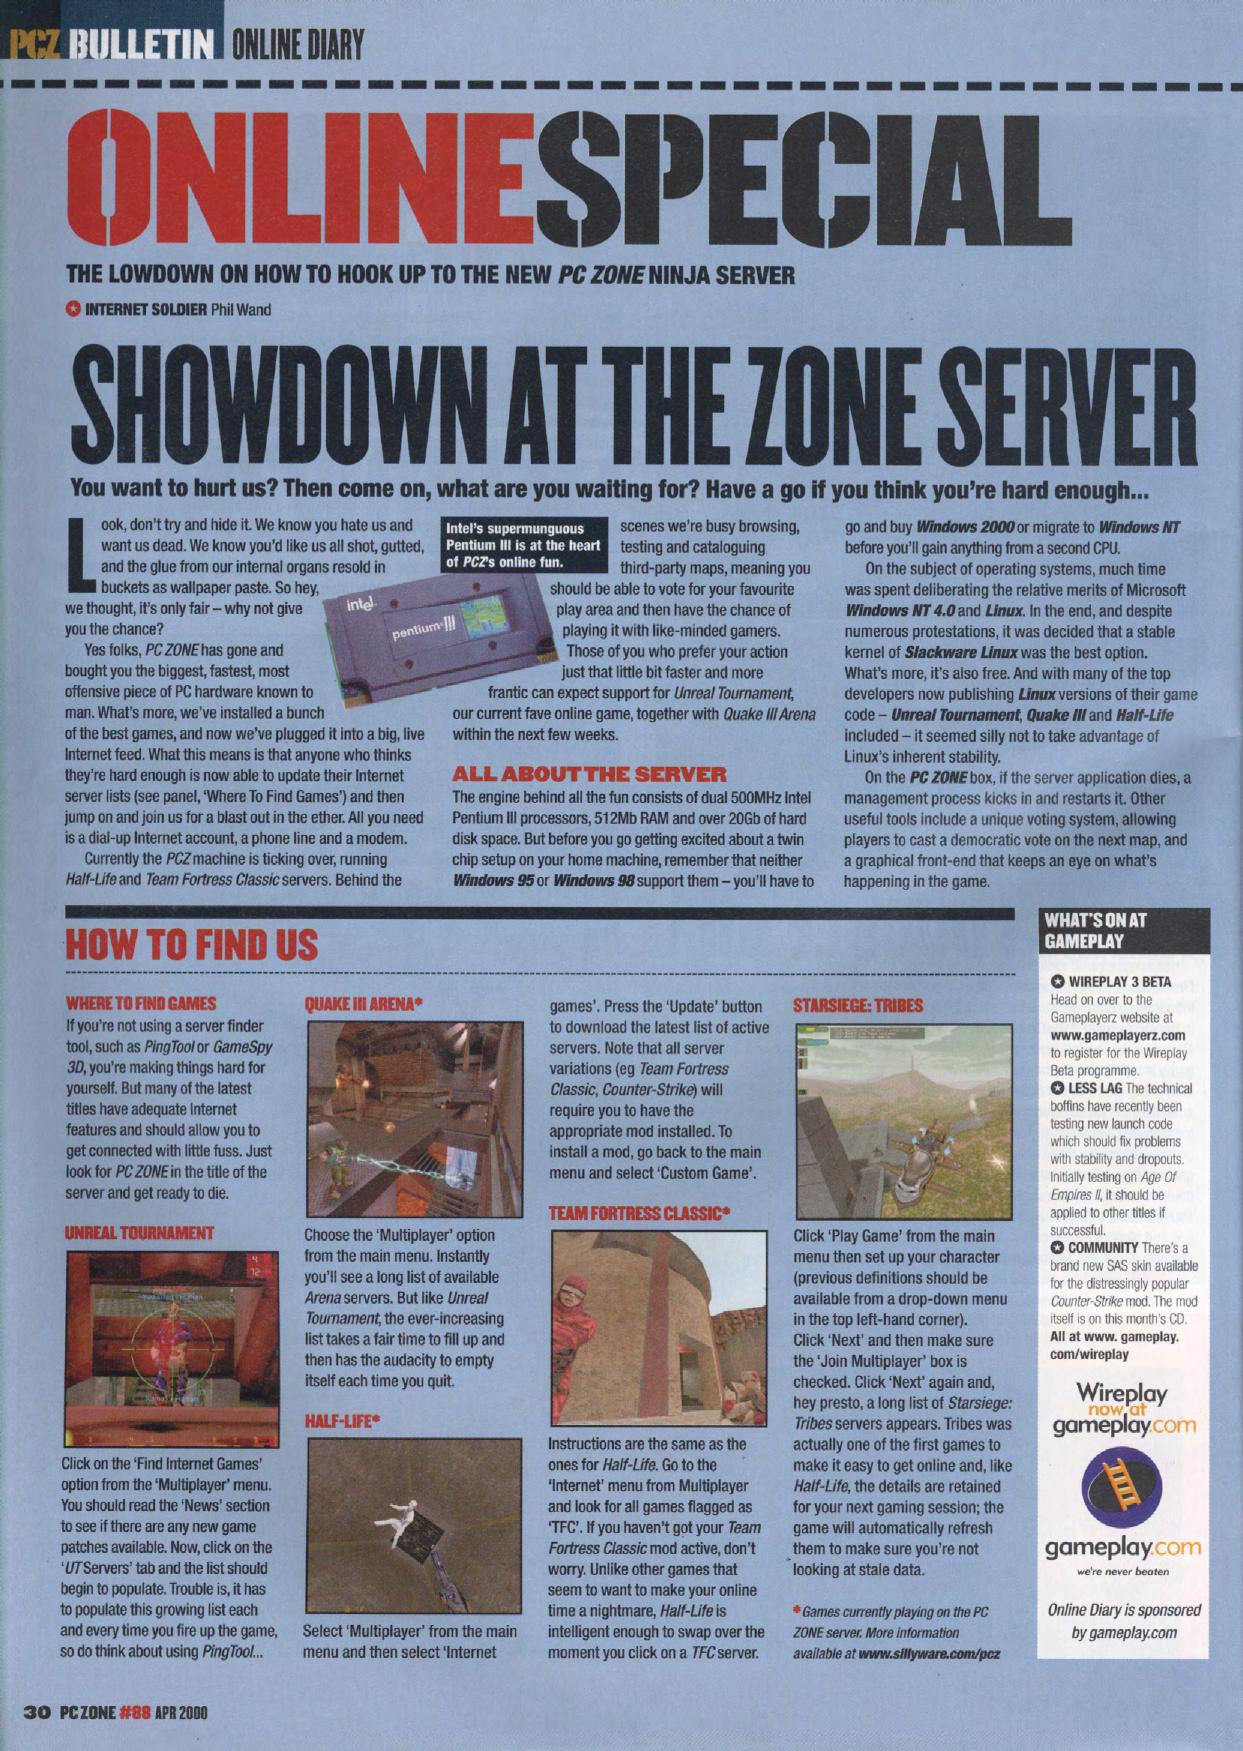 PCZ BULLETIN ONLINE DIARY
ONLINESPECIAL
THE LOWDOWN ON HOW TO HOOK UP TO THE NEW PC ZONE NINJA SERVER
INTERNET SOLDIER Phil Wand
SHOWDOWN AT THE ZONE SERVER
You want to hurt us? Then come on, what are you waiting for? Have a go if you think you're hard enough...
Look, don't try and hide it. We know you hate us and
want us dead. We know you'd like us all shot, gutted,
and the glue from our internal organs resold in
buckets as wallpaper paste. So hey,
we thought, it's only fair – why not give
you the chance?
Yes folks, PC ZONE has gone and
bought you the biggest, fastest, most
offensive piece of PC hardware known to
man. What's more, we've installed a bunch
of the best games, and now we've plugged it into a big, live
Internet feed. What this means is that anyone who thinks
they're hard enough is now able to update their Internet
server lists (see panel, 'Where To Find Games') and then
jump on and join us for a blast out in the ether. All you need
is a dial-up Internet account, a phone line and a modem.
Currently the PCZ machine is ticking over, running
Half-Life and Team Fortress Classic servers. Behind the
Intel's supermunguous
Pentium III is at the heart
of PCZ's online fun.
intel
pentium III
scenes we're busy browsing,
testing and cataloguing
third-party maps, meaning you
should be able to vote for your favourite
play area and then have the chance of
playing it with like-minded gamers.
Those of you who prefer your action
just that little bit faster and more
frantic can expect support for Unreal Tournament,
our current fave online game, together with Quake III Arena
within the next few weeks.
ALL ABOUT THE SERVER
The engine behind all the fun consists of dual 500MHz Intel
Pentium III processors, 512Mb RAM and over 20Gb of hard
disk space. But before you go getting excited about a twin
chip setup on your home machine, remember that neither
Windows 95 or Windows 98 support them – you'll have to
go and buy Windows 2000 or migrate to Windows NT
before you'll gain anything from a second CPU.
On the subject of operating systems, much time
was spent deliberating the relative merits of Microsoft
Windows NT 4.0 and Linux. In the end, and despite
numerous protestations, it was decided that a stable
kernel of Slackware Linux was the best option.
What's more, it's also free. And with many of the top
developers now publishing Linux versions of their game
code – Unreal Tournament, Quake III and Half-Life
included – it seemed silly not to take advantage of
Linux's inherent stability.
On the PC ZONE box, if the server application dies, a
management process kicks in and restarts it. Other
useful tools include a unique voting system, allowing
players to cast a democratic vote on the next map, and
a graphical front-end that keeps an eye on what's
happening in the game.
HOW TO FIND US
WHERE TO FIND GAMES
If you're not using a server finder
tool, such as PingTool or GameSpy
3D, you're making things hard for
yourself. But many of the latest
titles have adequate Internet
features and should allow you to
get connected with little fuss. Just
look for PC ZONE in the title of the
server and get ready to die.
UNREAL TOURNAMENT
Click on the 'Find Internet Games'
option from the 'Multiplayer' menu.
You should read the 'News' section
to see if there are any new game
patches available. Now, click on the
'UT Servers' tab and the list should
begin to populate. Trouble is, it has
to populate this growing list each
and every time you fire up the game,
so do think about using PingTool...
QUAKE III ARENA*
Choose the 'Multiplayer' option
from the main menu. Instantly
you'll see a long list of available
Arena servers. But like Unreal
Tournament, the ever-increasing
list takes a fair time to fill up and
then has the audacity to empty
itself each time you quit.
HALF-LIFE*
Select 'Multiplayer' from the main
menu and then select 'Internet
games'. Press the 'Update' button
to download the latest list of active
servers. Note that all server
variations (eg Team Fortress
Classic, Counter-Strike) will
require you to have the
appropriate mod installed. To
install a mod, go back to the main
menu and select 'Custom Game'.
TEAM FORTRESS CLASSIC*
Instructions are the same as the
ones for Half-Life. Go to the
'Internet' menu from Multiplayer
and look for all games flagged as
'TFC'. If you haven't got your Team
Fortress Classic mod active, don't
worry. Unlike other games that
seem to want to make your online
time a nightmare, Half-Life is
intelligent enough to swap over the
moment you click on a TFC server.
STARSIEGE: TRIBES
Click 'Play Game' from the main
menu then set up your character
(previous definitions should be
available from a drop-down menu
in the top left-hand corner).
Click 'Next' and then make sure
the 'Join Multiplayer' box is
checked. Click 'Next' again and,
hey presto, a long list of Starsiege:
Tribes servers appears. Tribes was
actually one of the first games to
make it easy to get online and, like
Half-Life, the details are retained
for your next gaming session; the
game will automatically refresh
them to make sure you're not
looking at stale data.
* Games currently playing on the PC
ZONE server. More information
available at www.sillyware.com/pcz
WHAT'S ON AT
GAMEPLAY
WIREPLAY 3 BETA
Head on over to the
Gameplayerz website at
www.gameplayerz.com
to register for the Wireplay
Beta programme.
LESS LAG The technical
boffins have recently been
testing new launch code
which should fix problems
with stability and dropouts.
Initially testing on Age Of
Empires II, it should be
applied to other titles if
successful.
COMMUNITY There's a
brand new SAS skin available
for the distressingly popular
Counter-Strike mod. The mod
itself is on this month's CD.
All at www. gameplay.
com/wireplay
Wireplay
now at
gameplay.com
gameplay.com
we're never beaten
Online Diary is sponsored
by gameplay.com
30 PC ZONE #88 APR 2000